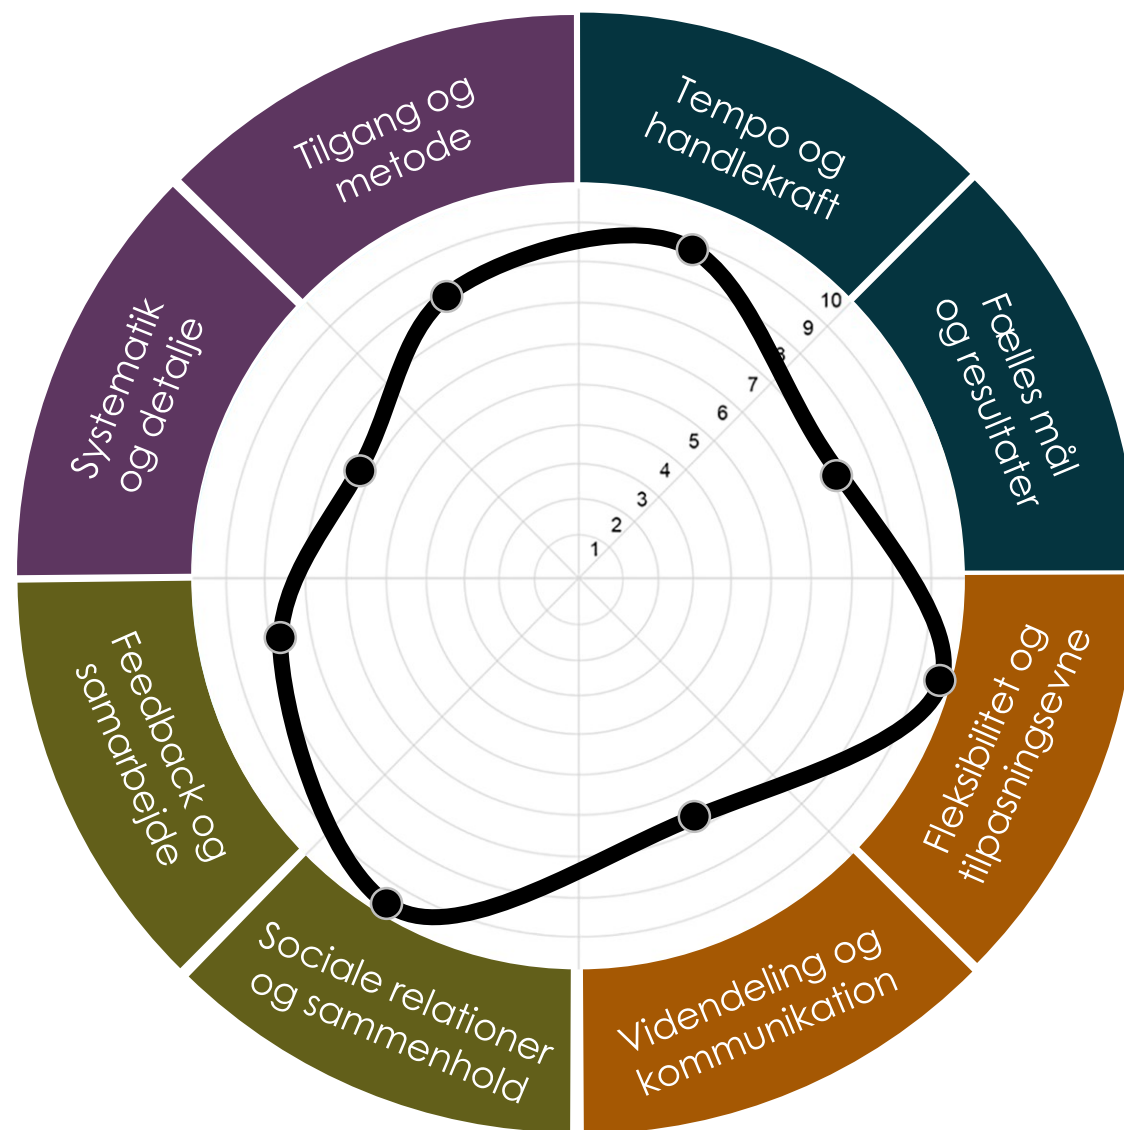 Tilgang og
metode
Tempo og
handlekraft
Fælles mål
og resultater
Fleksibilitet og
tilpasningsevne
Videndeling og
kommunikation
Sociale relationer
og sammenhold
Feedback og
samarbejde
Systematik
og detalje
10
9
8
7
6
5
4
3
2
1